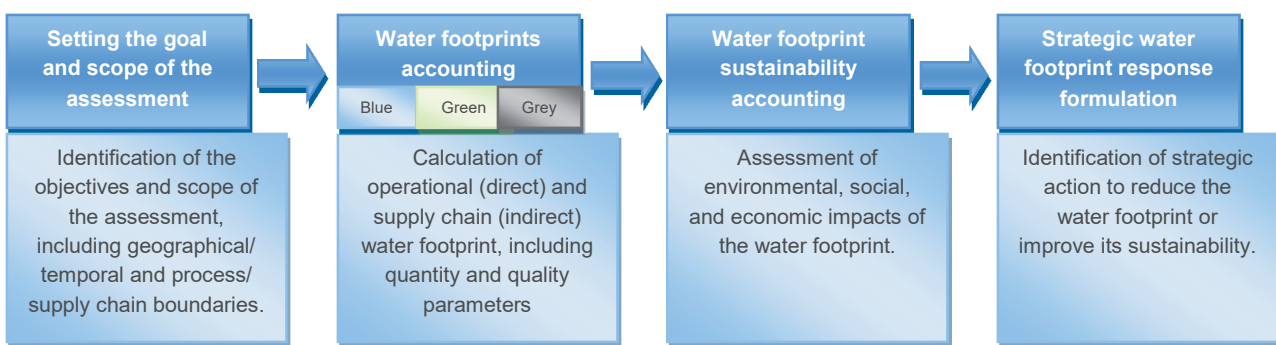 Setting the goal
and scope of the
assessment
Identification of the
objectives and scope of
the assessment,
including geographical/
temporal and process/
supply chain boundaries.
Water footprints
accounting
Blue
Green
Grey
Calculation of
operational (direct) and
supply chain (indirect)
water footprint, including
quantity and quality
parameters
Water footprint
sustainability
accounting
Assessment of
environmental, social,
and economic impacts of
the water footprint.
Strategic water
footprint response
formulation
Identification of strategic
action to reduce the
water footprint or
improve its sustainability.